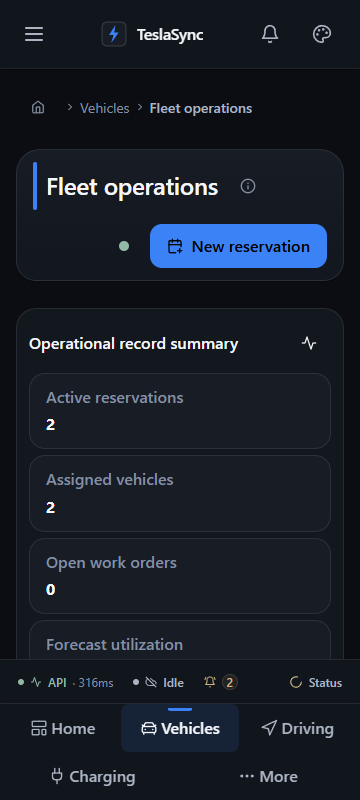 TeslaSync
Vehicles Fleet operations
Fleet operations
New reservation
Operational record summary
Active reservations
2
Assigned vehicles
2
Open work orders
0
Forecast utilization
API · 316ms Idle 2 Status
Home Vehicles Driving
Charging More